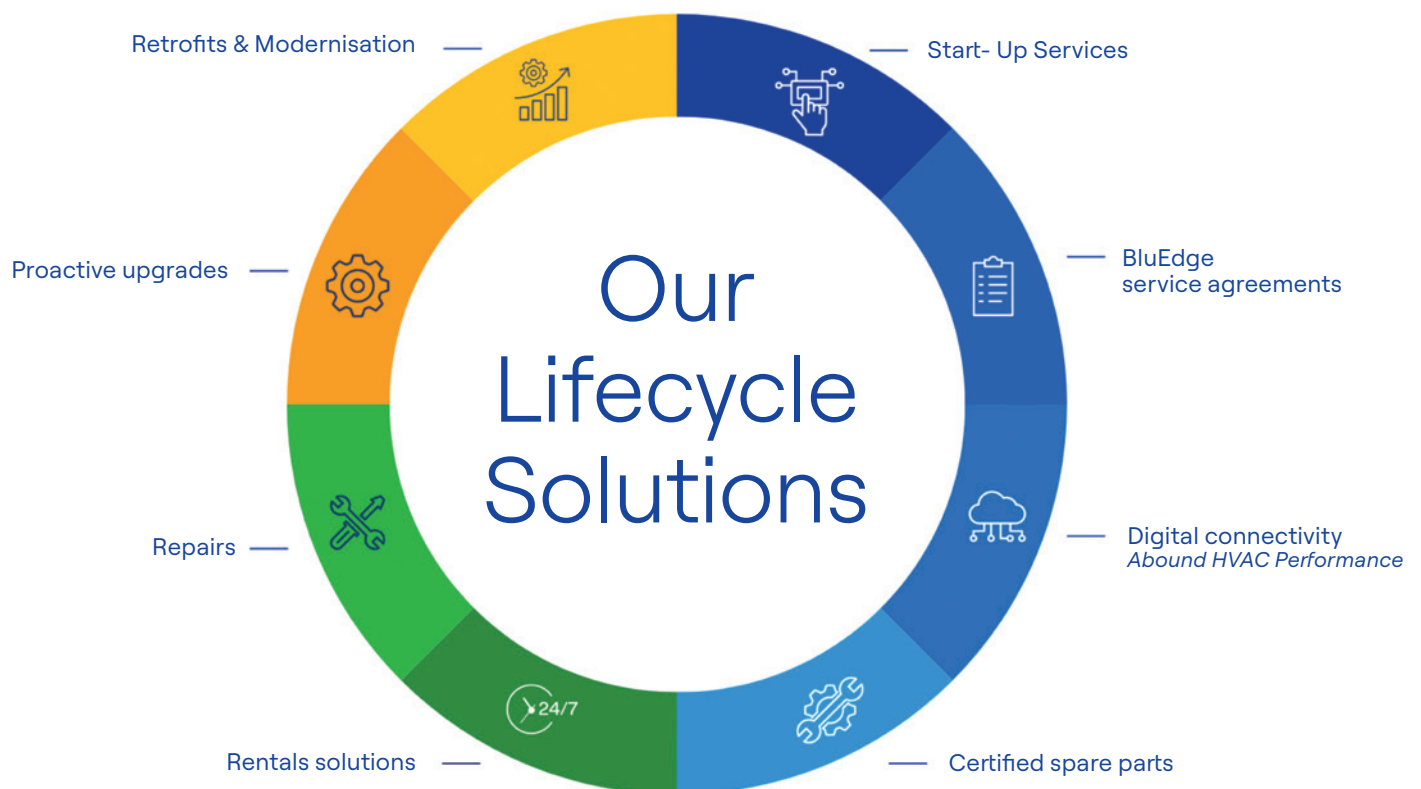 Retrofits & Modernisation
Start- Up Services
Proactive upgrades
BluEdge
service agreements
Our
Lifecycle
Solutions
Repairs
Digital connectivity
Abound HVAC Performance
24/7
Rentals solutions
Certified spare parts